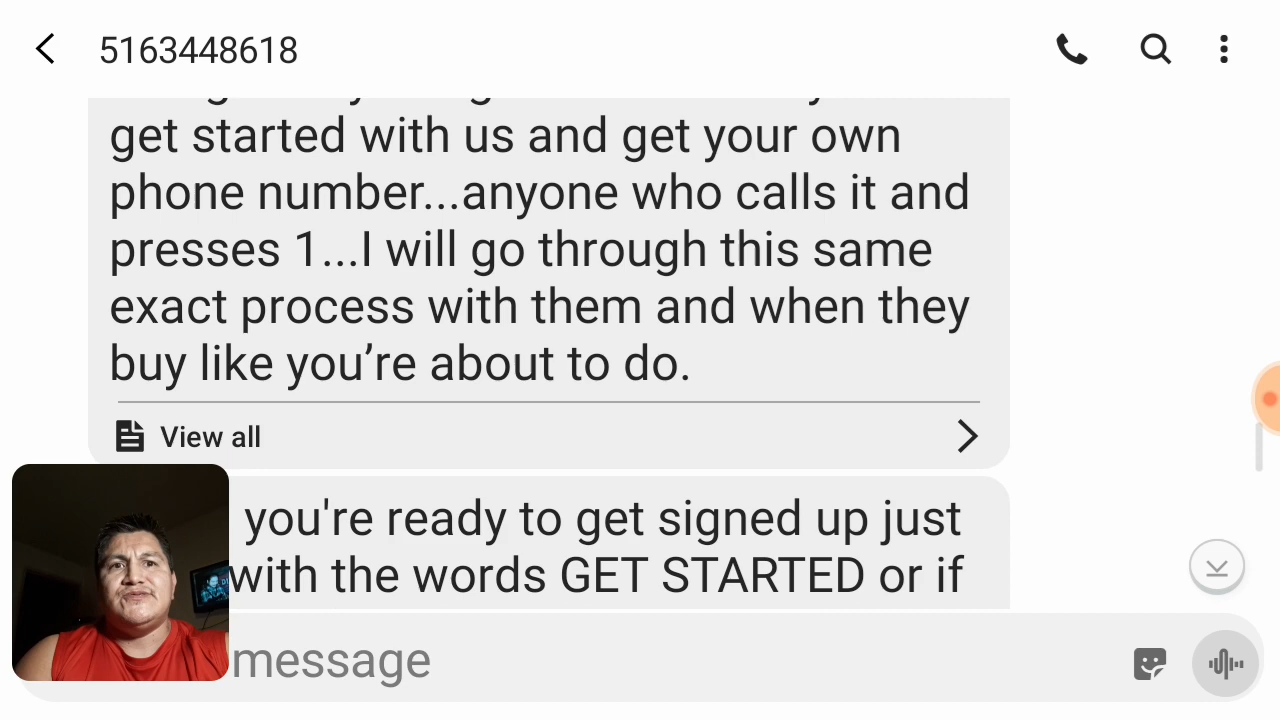 5163448618
get started with us and get your own
phone number...anyone who calls it and
presses 1...I will go through this same
exact process with them and when they
buy like you’re about to do.
View all
you're ready to get signed up just
with the words GET STARTED or if
message